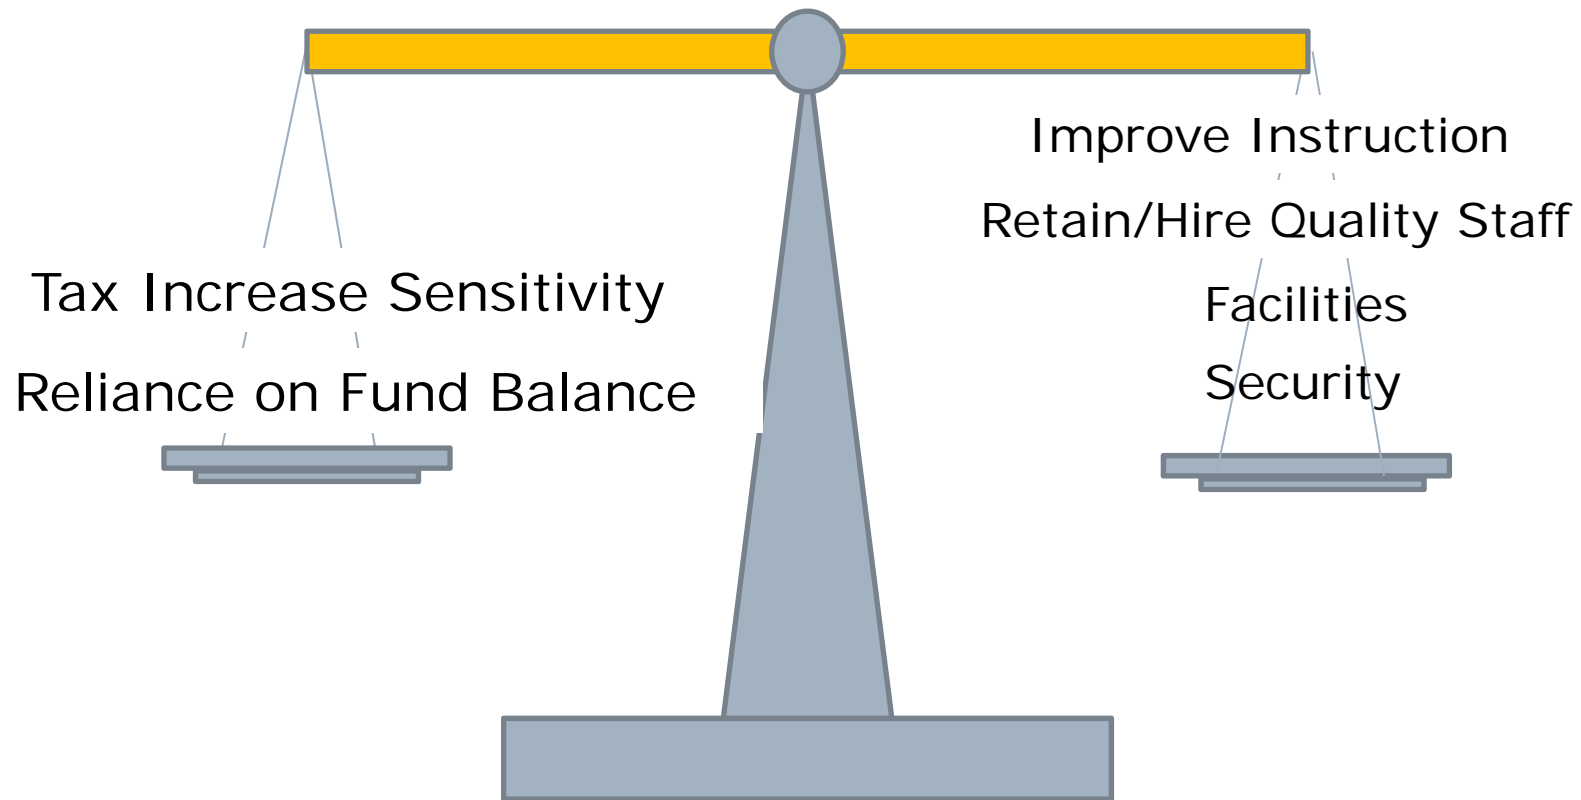 Tax Increase Sensitivity
Reliance on Fund Balance
Improve Instruction
Retain/Hire Quality Staff
Facilities
Security